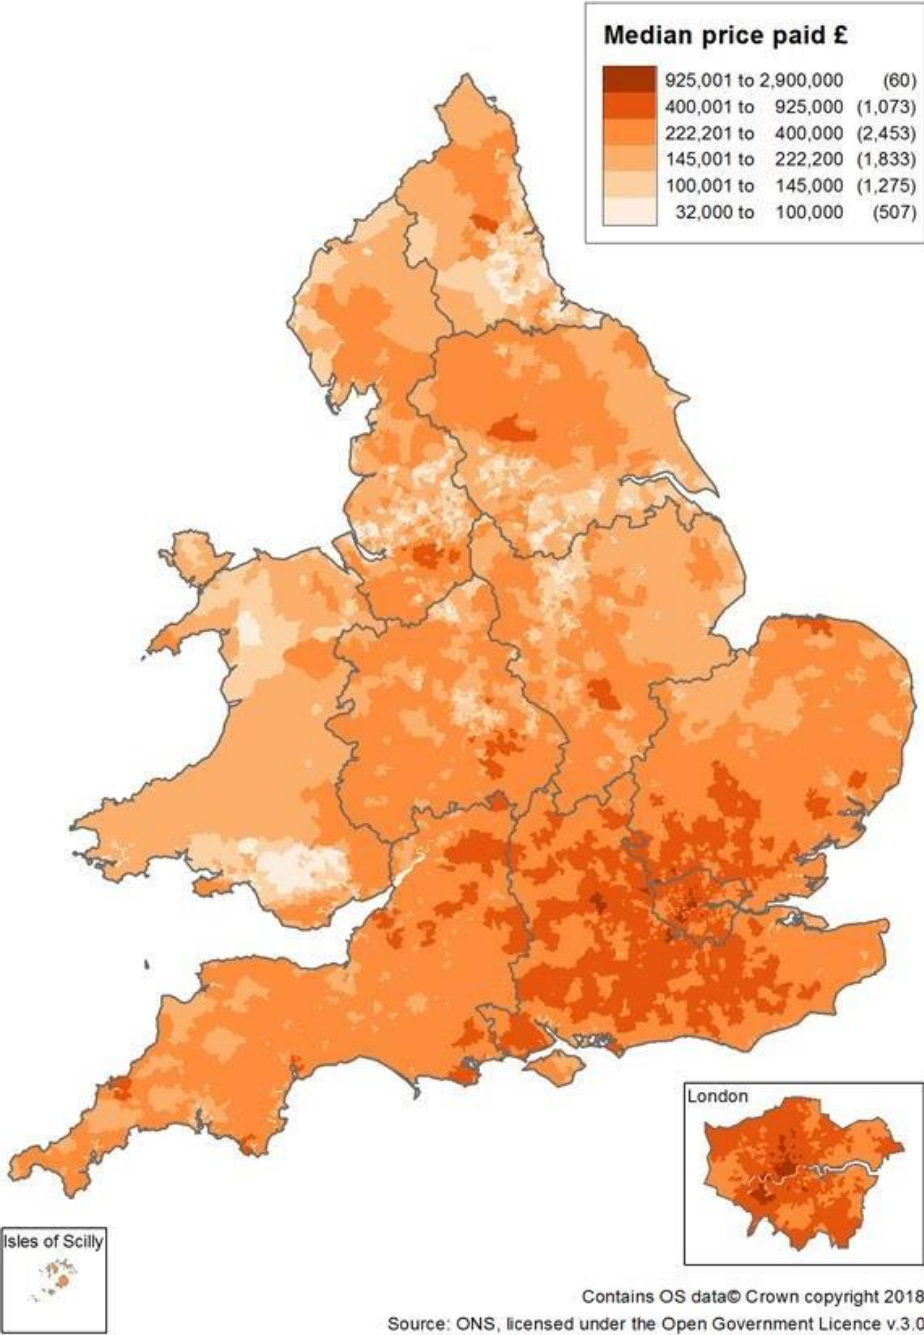 Median price paid £
925,001 to 2,900,000 (60)
400,001 to 925,000 (1,073)
222,201 to 400,000 (2,453)
145,001 to 222,200 (1,833)
100,001 to 145,000 (1,275)
32,000 to 100,000 (507)
London
Isles of Scilly
Contains OS data© Crown copyright 2018
Source: ONS, licensed under the Open Government Licence v.3.0